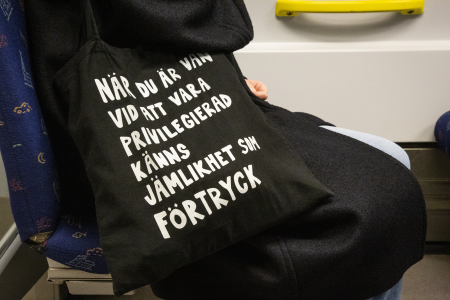 NÄR DU ÄR VAN
VID ATT VARA
PRIVILEGIERAD
KÄNNS
JÄMLIKHET SOM
FÖRTRYCK